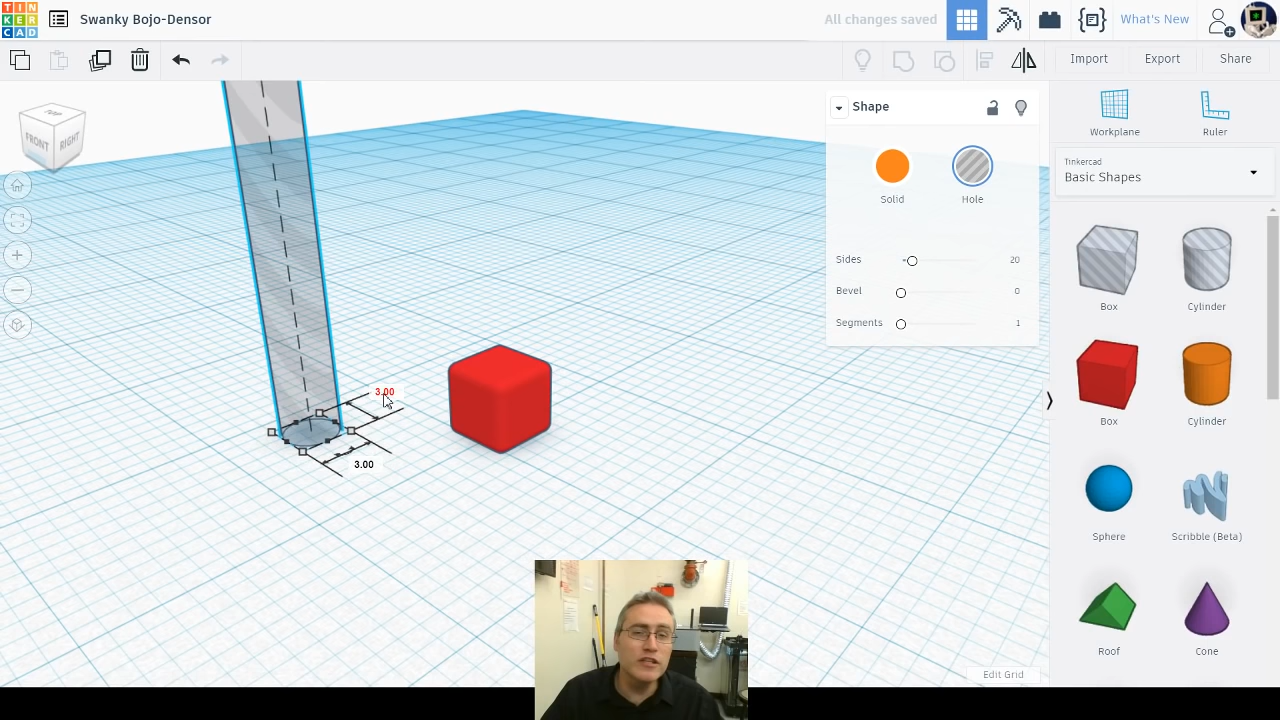 TIN
KER
CAD
Swanky Bojo-Densor
All changes saved
What's New
Import
Export
Share
TOP
FRONT
RIGHT
Shape
Solid
Hole
Sides
20
Bevel
0
Segments
1
3.00
3.00
Workplane
Ruler
Tinkercad
Basic Shapes
Box
Cylinder
Box
Cylinder
Sphere
Scribble (Beta)
Roof
Cone
Edit Grid